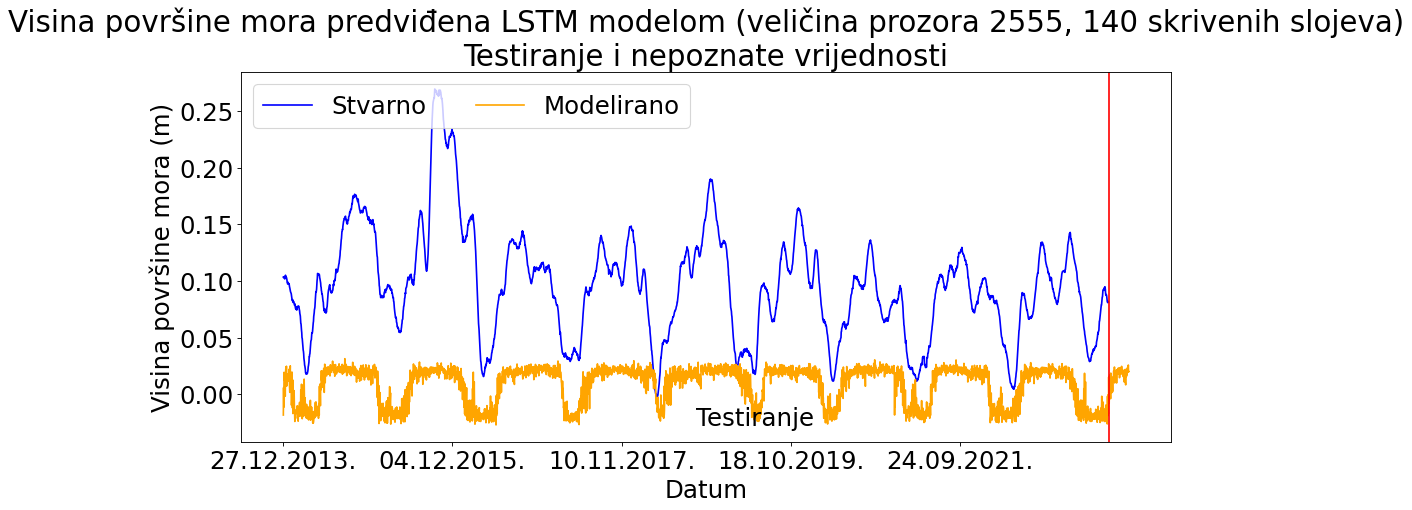 Visina površine mora predviđena LSTM modelom (veličina prozora 2555, 140 skrivenih slojeva)
Testiranje i nepoznate vrijednosti
Stvarno
Modelirano
Visina površine mora (m)
0.25
0.20
0.15
0.10
0.05
0.00
Testiranje
27.12.2013.
04.12.2015.
10.11.2017.
18.10.2019.
24.09.2021.
Datum